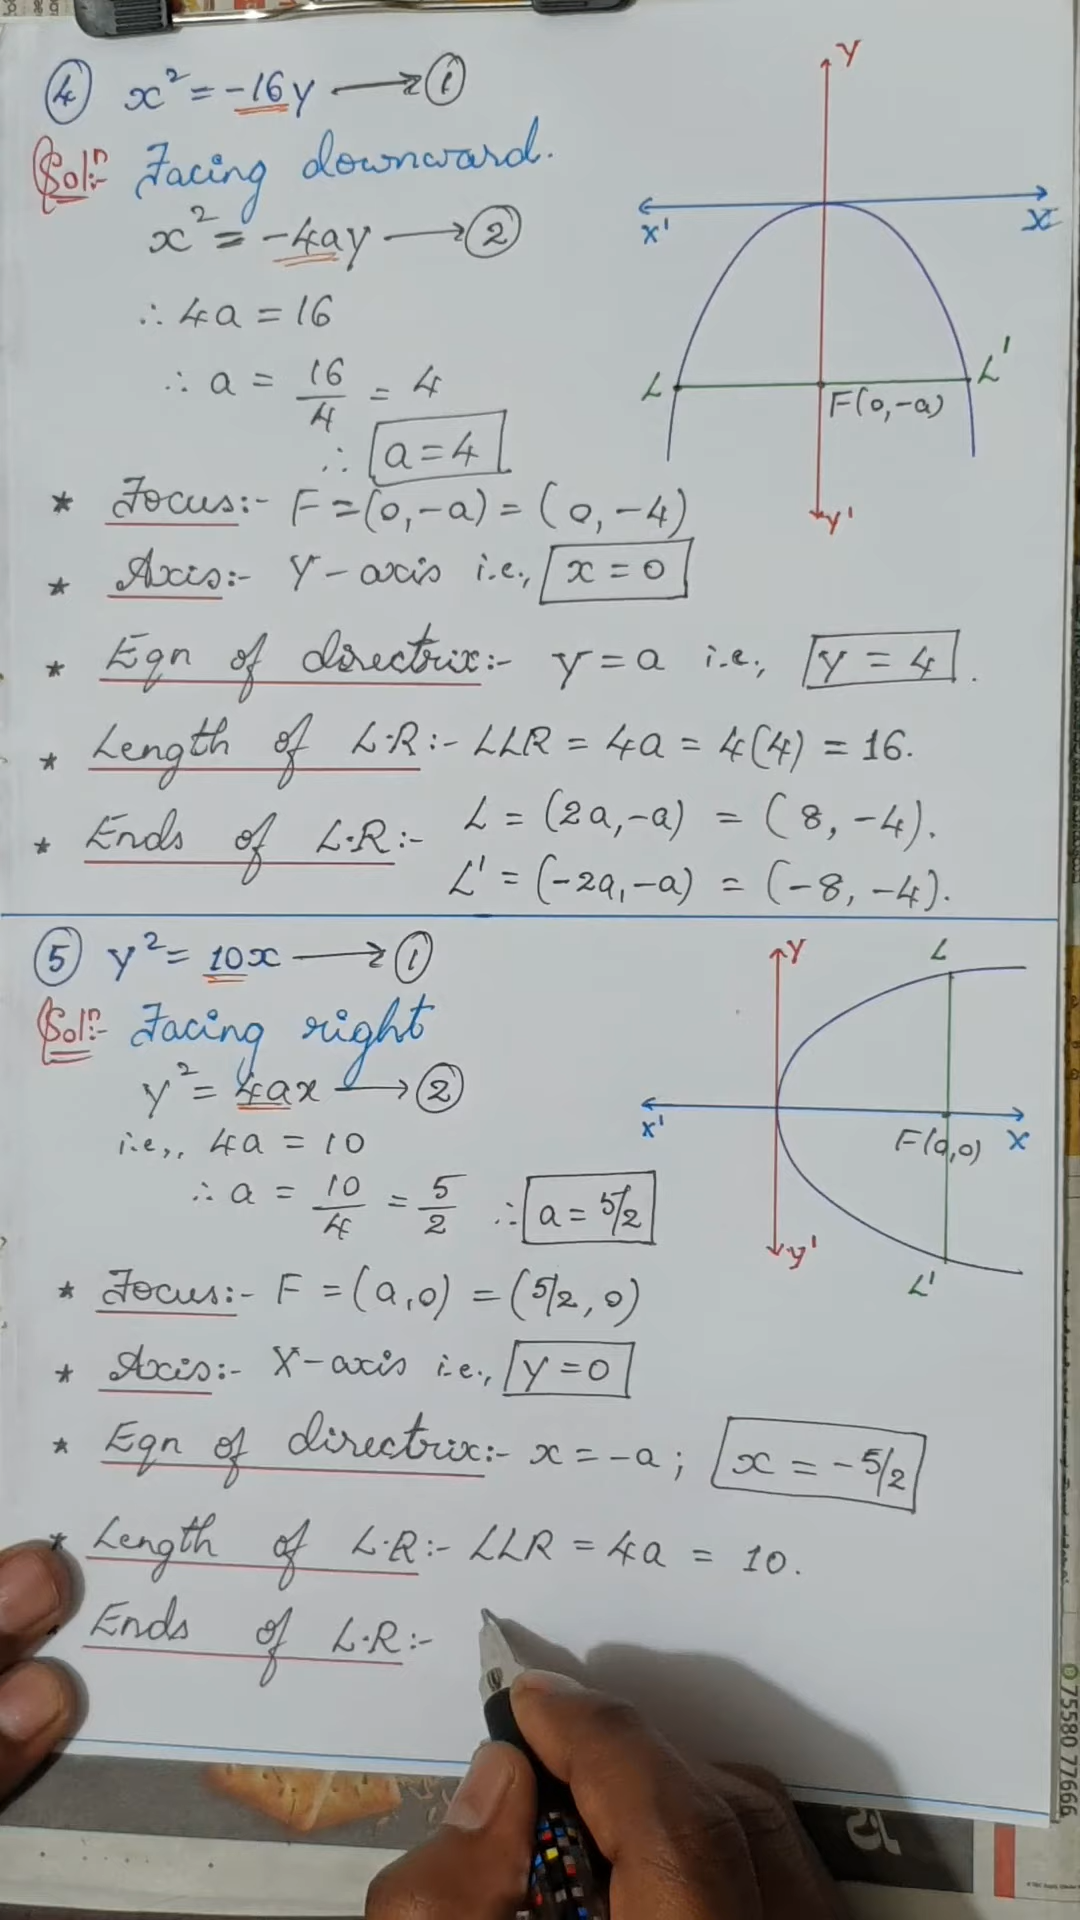 ④ x² = -16y ⟶ ①
Solⁿ:- Facing downward.
x² = -4ay ⟶ ②
∴ 4a = 16
∴ a = 16/4 = 4
∴ a = 4
Y
X'
X
L
L'
F(0,-a)
Y'
* Focus:- F = (0,-a) = (0, -4)
* Axis:- Y-axis i.e., x = 0
* Eqn of directrix:- y = a i.e., y = 4.
* Length of L.R:- LLR = 4a = 4(4) = 16.
* Ends of L.R:- L = (2a,-a) = (8, -4).
L' = (-2a,-a) = (-8, -4).
⑤ y² = 10x ⟶ ①
Solⁿ:- Facing right
y² = 4ax ⟶ ②
i.e., 4a = 10
∴ a = 10/4 = 5/2 ∴ a = 5/2
Y
L
X'
F(a,0)
X
Y'
L'
* Focus:- F = (a,0) = (5/2, 0)
* Axis:- X-axis i.e., y = 0
* Eqn of directrix:- x = -a; x = -5/2
* Length of L.R:- LLR = 4a = 10.
Ends of L.R:-
75580 77666